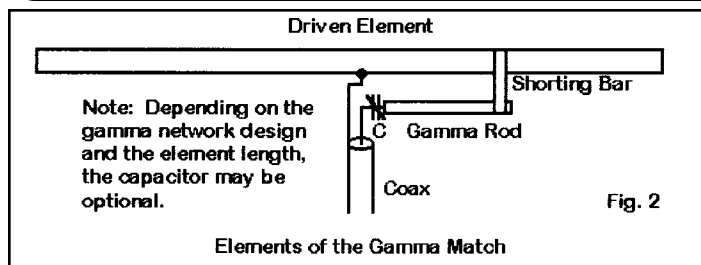 Driven Element
Shorting Bar
Note: Depending on the
gamma network design
and the element length,
the capacitor may be
optional.
C
Gamma Rod
Coax
Fig. 2
Elements of the Gamma Match